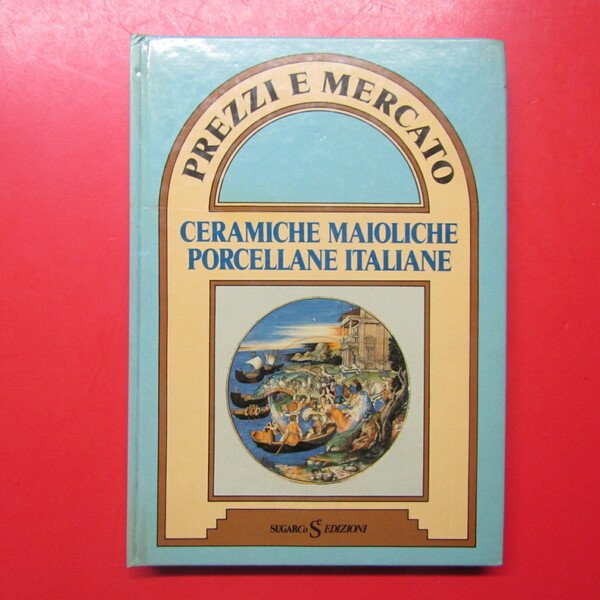 PREZZI E MERCATO
CERAMICHE MAIOLICHE
PORCELLANE ITALIANE
SUGARCo EDIZIONI